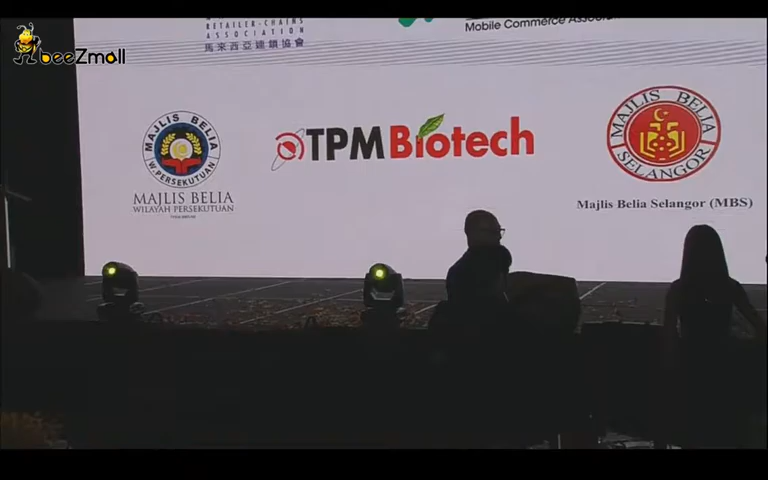 beeZmall
RETAILER-CHAINS
ASSOCIATION
馬來西亞連鎖協會
Mobile Commerce
MAJLIS BELIA
W.PERSEKUTUAN
MAJLIS BELIA
WILAYAH PERSEKUTUAN
TPM Biotech
MAJLIS BELIA
SELANGOR
Majlis Belia Selangor (MBS)